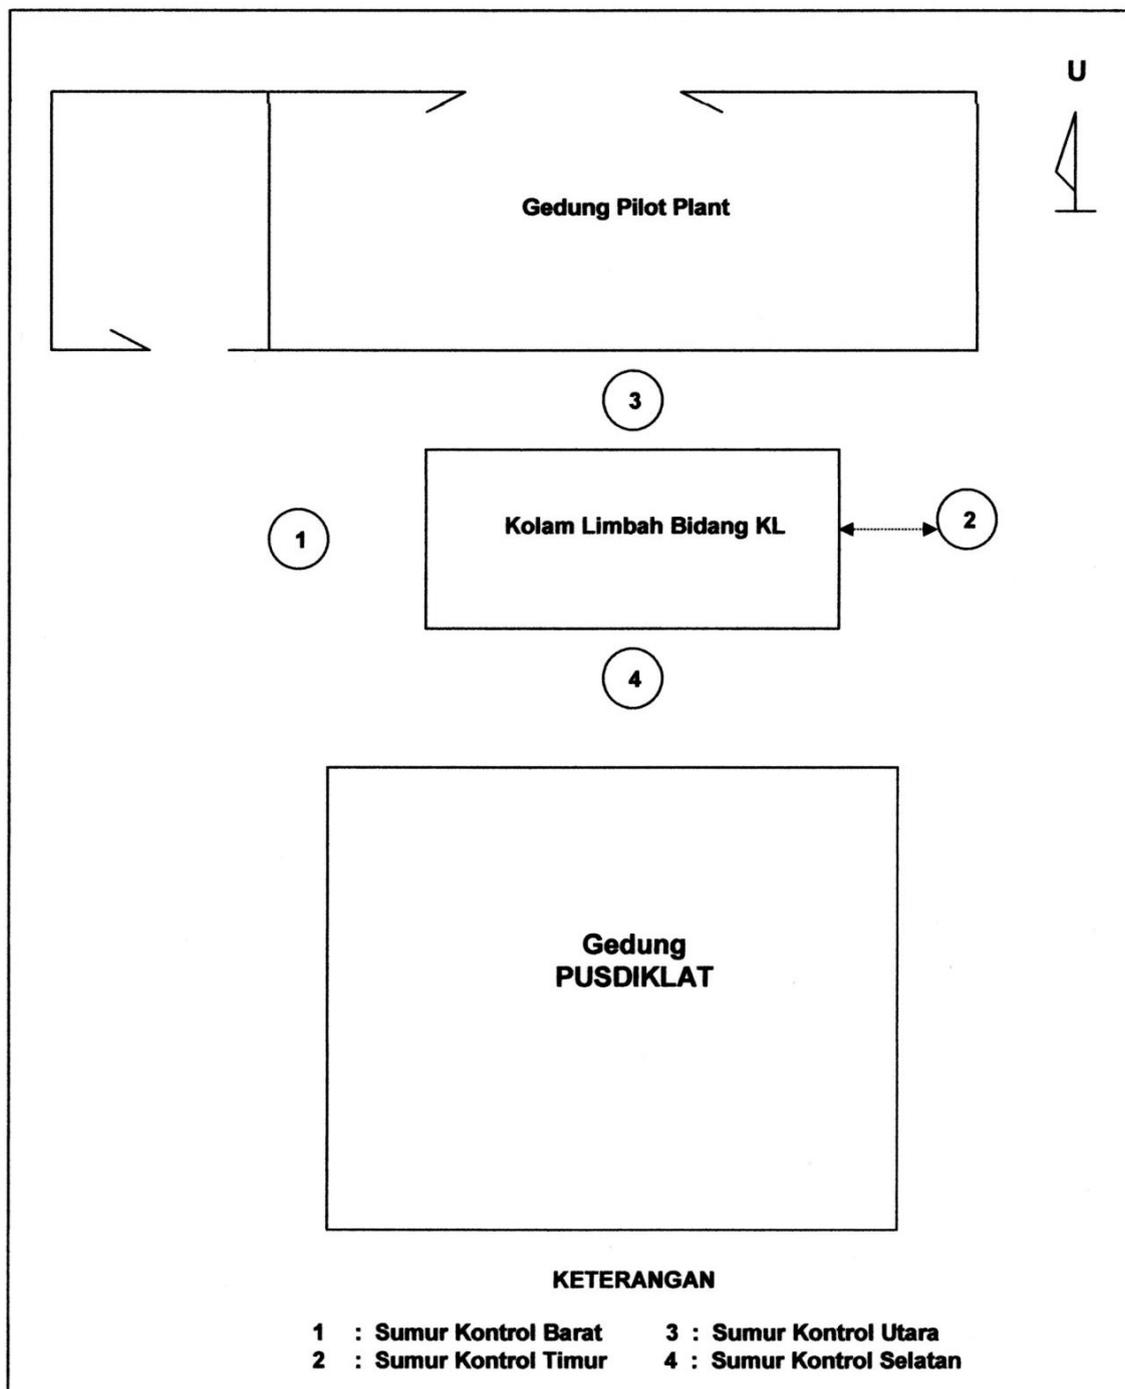 U
Gedung Pilot Plant
3
Kolam Limbah Bidang KL
1
2
4
Gedung
PUSDIKLAT
KETERANGAN
1 : Sumur Kontrol Barat 3 : Sumur Kontrol Utara
2 : Sumur Kontrol Timur 4 : Sumur Kontrol Selatan